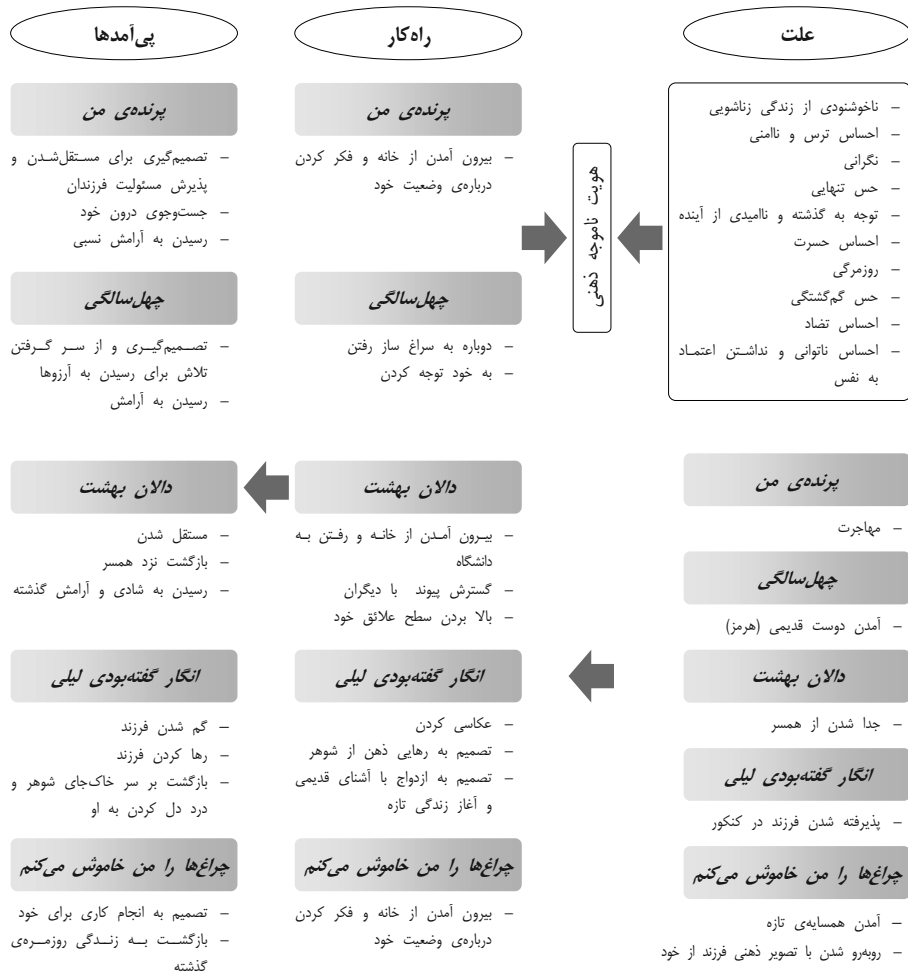 علت
– ناخوشنودی از زندگی زناشویی
– احساس ترس و ناامنی
– نگرانی
– حس تنهایی
– توجه به گذشته و ناامیدی از آینده
– احساس حسرت
– روزمرگی
– حس گم‌گشتگی
– احساس تضاد
– احساس ناتوانی و نداشتن اعتماد
به نفس
پرنده‌ی من
– مهاجرت
چهل‌سالگی
– آمدن دوست قدیمی (هرمز)
دالان بهشت
– جدا شدن از همسر
انگار گفته‌بودی لیلی
– پذیرفته شدن فرزند در کنکور
چراغ‌ها را من خاموش می‌کنم
– آمدن همسایه‌ی تازه
– روبه‌رو شدن با تصویر ذهنی فرزند از خود
هویت ناموجه ذهنی
راه‌کار
پرنده‌ی من
– بیرون آمدن از خانه و فکر کردن
درباره‌ی وضعیت خود
چهل‌سالگی
– دوباره به سراغ ساز رفتن
– به خود توجه کردن
دالان بهشت
– بیرون آمدن از خانه و رفتن به
دانشگاه
– گسترش پیوند با دیگران
– بالا بردن سطح علائق خود
انگار گفته‌بودی لیلی
– عکاسی کردن
– تصمیم به رهایی ذهن از شوهر
– تصمیم به ازدواج با آشنای قدیمی
و آغاز زندگی تازه
چراغ‌ها را من خاموش می‌کنم
– بیرون آمدن از خانه و فکر کردن
درباره‌ی وضعیت خود
پی‌آمدها
پرنده‌ی من
– تصمیم‌گیری برای مستقل‌شدن و
پذیرش مسئولیت فرزندان
– جست‌وجوی درون خود
– رسیدن به آرامش نسبی
چهل‌سالگی
– تصمیم‌گیری و از سر گرفتن
تلاش برای رسیدن به آرزوها
– رسیدن به آرامش
دالان بهشت
– مستقل شدن
– بازگشت نزد همسر
– رسیدن به شادی و آرامش گذشته
انگار گفته‌بودی لیلی
– گم شدن فرزند
– رها کردن فرزند
– بازگشت بر سر خاک‌جای شوهر و
درد دل کردن به او
چراغ‌ها را من خاموش می‌کنم
– تصمیم به انجام کاری برای خود
– بازگشت به زندگی روزمره‌ی
گذشته